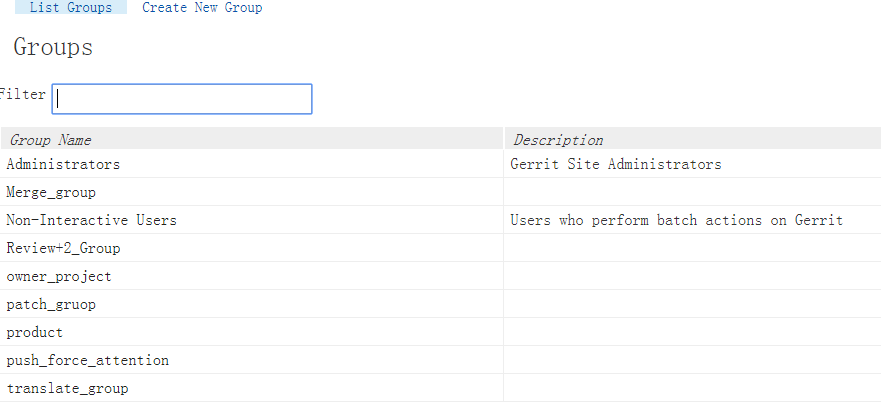 List Groups Create New Group
Groups
Filter
Group Name Description
Administrators Gerrit Site Administrators
Merge_group
Non-Interactive Users Users who perform batch actions on Gerrit
Review+2_Group
owner_project
patch_gruop
product
push_force_attention
translate_group